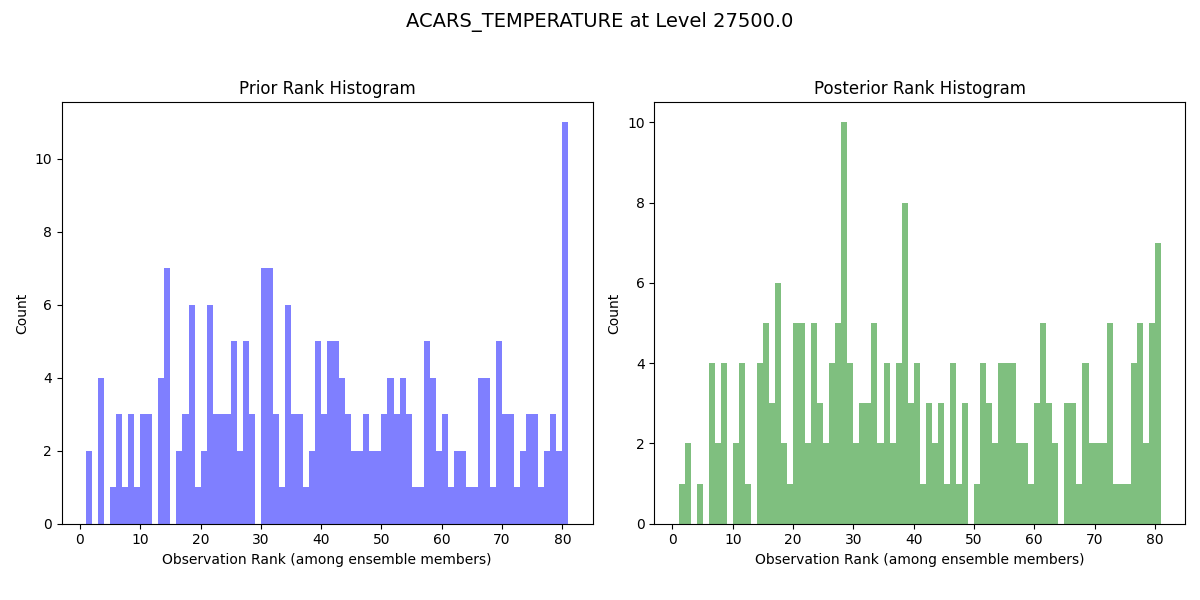 ACARS_TEMPERATURE at Level 27500.0
Prior Rank Histogram
Count
0
2
4
6
8
10
0 10 20 30 40 50 60 70 80
Observation Rank (among ensemble members)
Posterior Rank Histogram
Count
0
2
4
6
8
10
0 10 20 30 40 50 60 70 80
Observation Rank (among ensemble members)